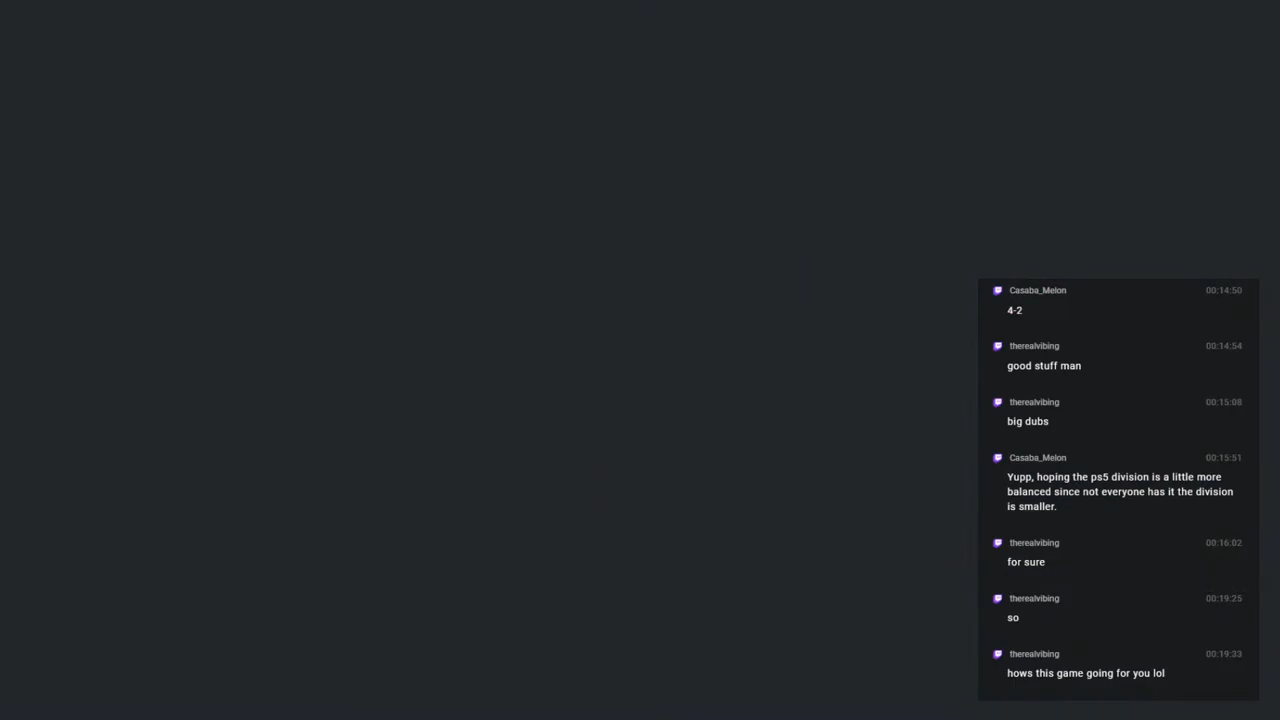 Casaba_Melon 00:14:50
4-2
therealvibing 00:14:54
good stuff man
therealvibing 00:15:08
big dubs
Casaba_Melon 00:15:51
Yupp, hoping the ps5 division is a little more
balanced since not everyone has it the division
is smaller.
therealvibing 00:16:02
for sure
therealvibing 00:19:25
so
therealvibing 00:19:33
hows this game going for you lol